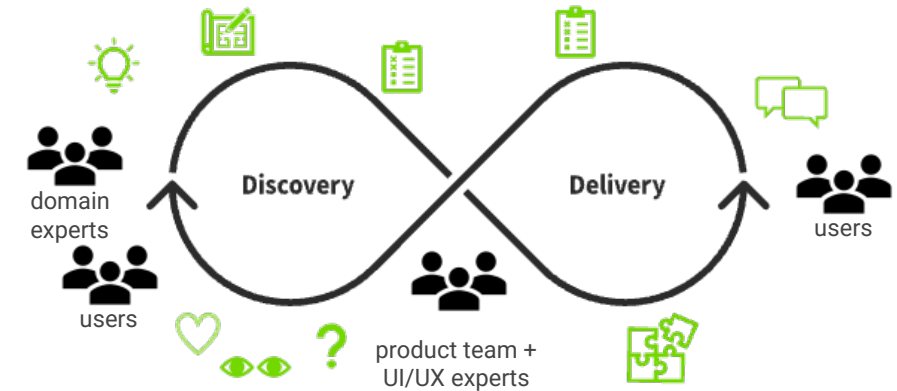 Discovery
Delivery
domain
experts
users
users
product team +
UI/UX experts